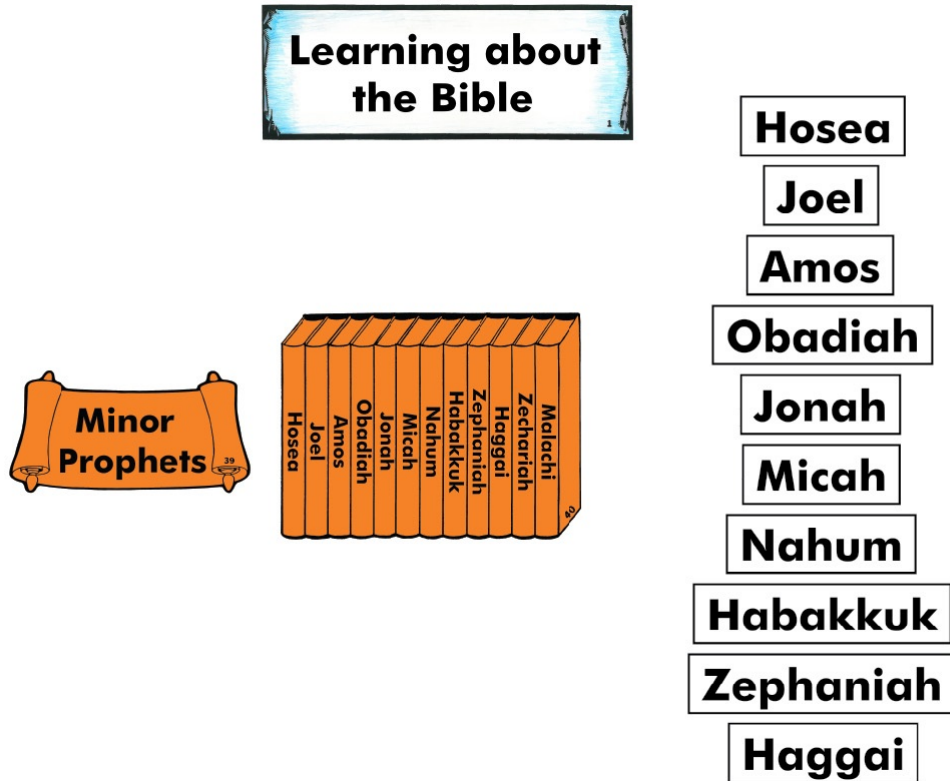 Learning about
the Bible
1
Minor
Prophets
39
Hosea
Joel
Amos
Obadiah
Jonah
Micah
Nahum
Habakkuk
Zephaniah
Haggai
Zechariah
Malachi
40
Hosea
Joel
Amos
Obadiah
Jonah
Micah
Nahum
Habakkuk
Zephaniah
Haggai